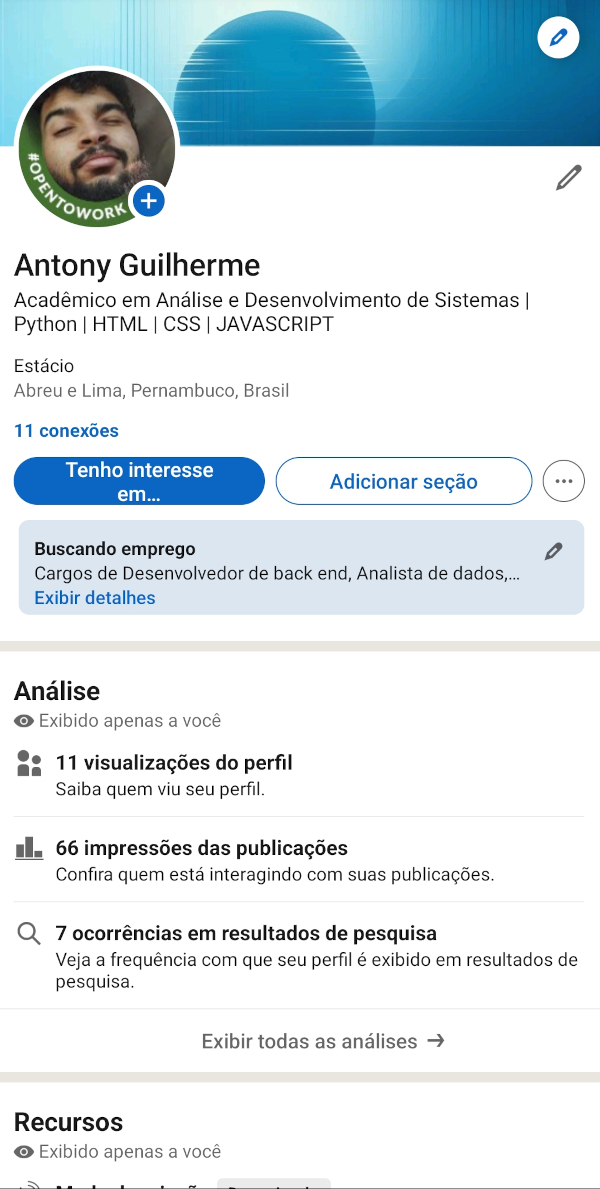 #OPENTOWORK
Antony Guilherme
Acadêmico em Análise e Desenvolvimento de Sistemas |
Python | HTML | CSS | JAVASCRIPT
Estácio
Abreu e Lima, Pernambuco, Brasil
11 conexões
Tenho interesse
em...
Adicionar seção
Buscando emprego
Cargos de Desenvolvedor de back end, Analista de dados,...
Exibir detalhes
Análise
Exibido apenas a você
11 visualizações do perfil
Saiba quem viu seu perfil.
66 impressões das publicações
Confira quem está interagindo com suas publicações.
7 ocorrências em resultados de pesquisa
Veja a frequência com que seu perfil é exibido em resultados de
pesquisa.
Exibir todas as análises →
Recursos
Exibido apenas a você